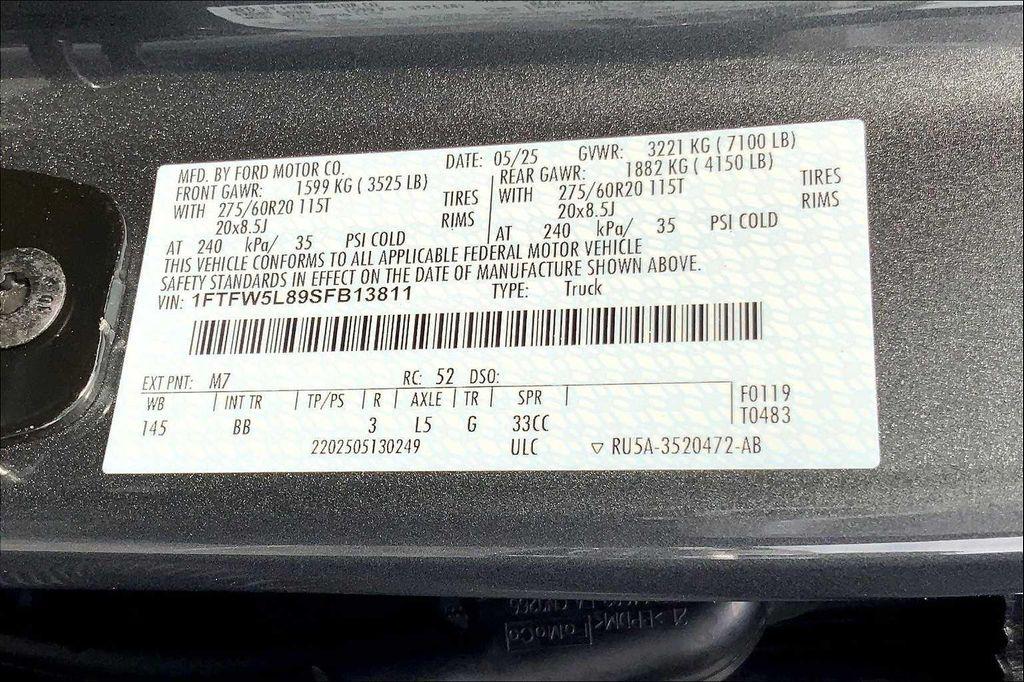 MFD. BY FORD MOTOR CO. DATE: 05/25 GVWR: 3221 KG ( 7100 LB)
FRONT GAWR: 1599 KG ( 3525 LB) REAR GAWR: 1882 KG ( 4150 LB)
WITH 275/60R20 115T TIRES WITH 275/60R20 115T TIRES
20x8.5J RIMS 20x8.5J RIMS
AT 240 kPa/ 35 PSI COLD AT 240 kPa/ 35 PSI COLD
THIS VEHICLE CONFORMS TO ALL APPLICABLE FEDERAL MOTOR VEHICLE
SAFETY STANDARDS IN EFFECT ON THE DATE OF MANUFACTURE SHOWN ABOVE.
VIN: 1FTFW5L89SFB13811 TYPE: Truck
EXT PNT: M7 RC: 52 DSO:
WB | INT TR | TP/PS | R | AXLE | TR | SPR | F0119
145 BB 3 L5 G 33CC T0483
2202505130249 ULC ▽ RU5A-3520472-AB
FoMoCo